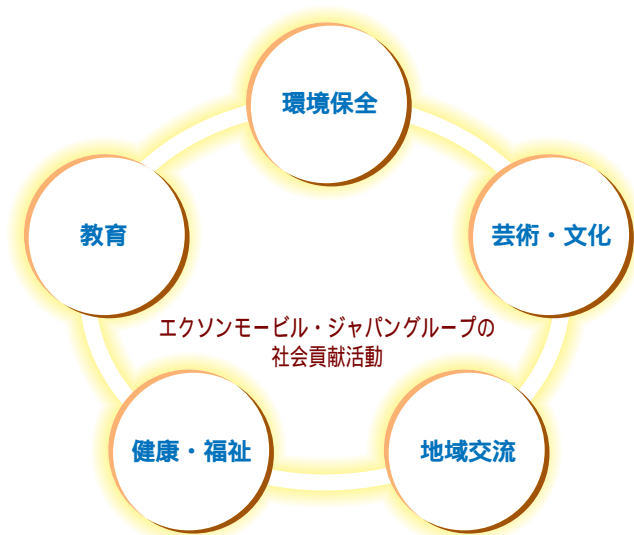 環境保全
教育
芸術・文化
エクソンモービル・ジャパングループの
社会貢献活動
健康・福祉
地域交流